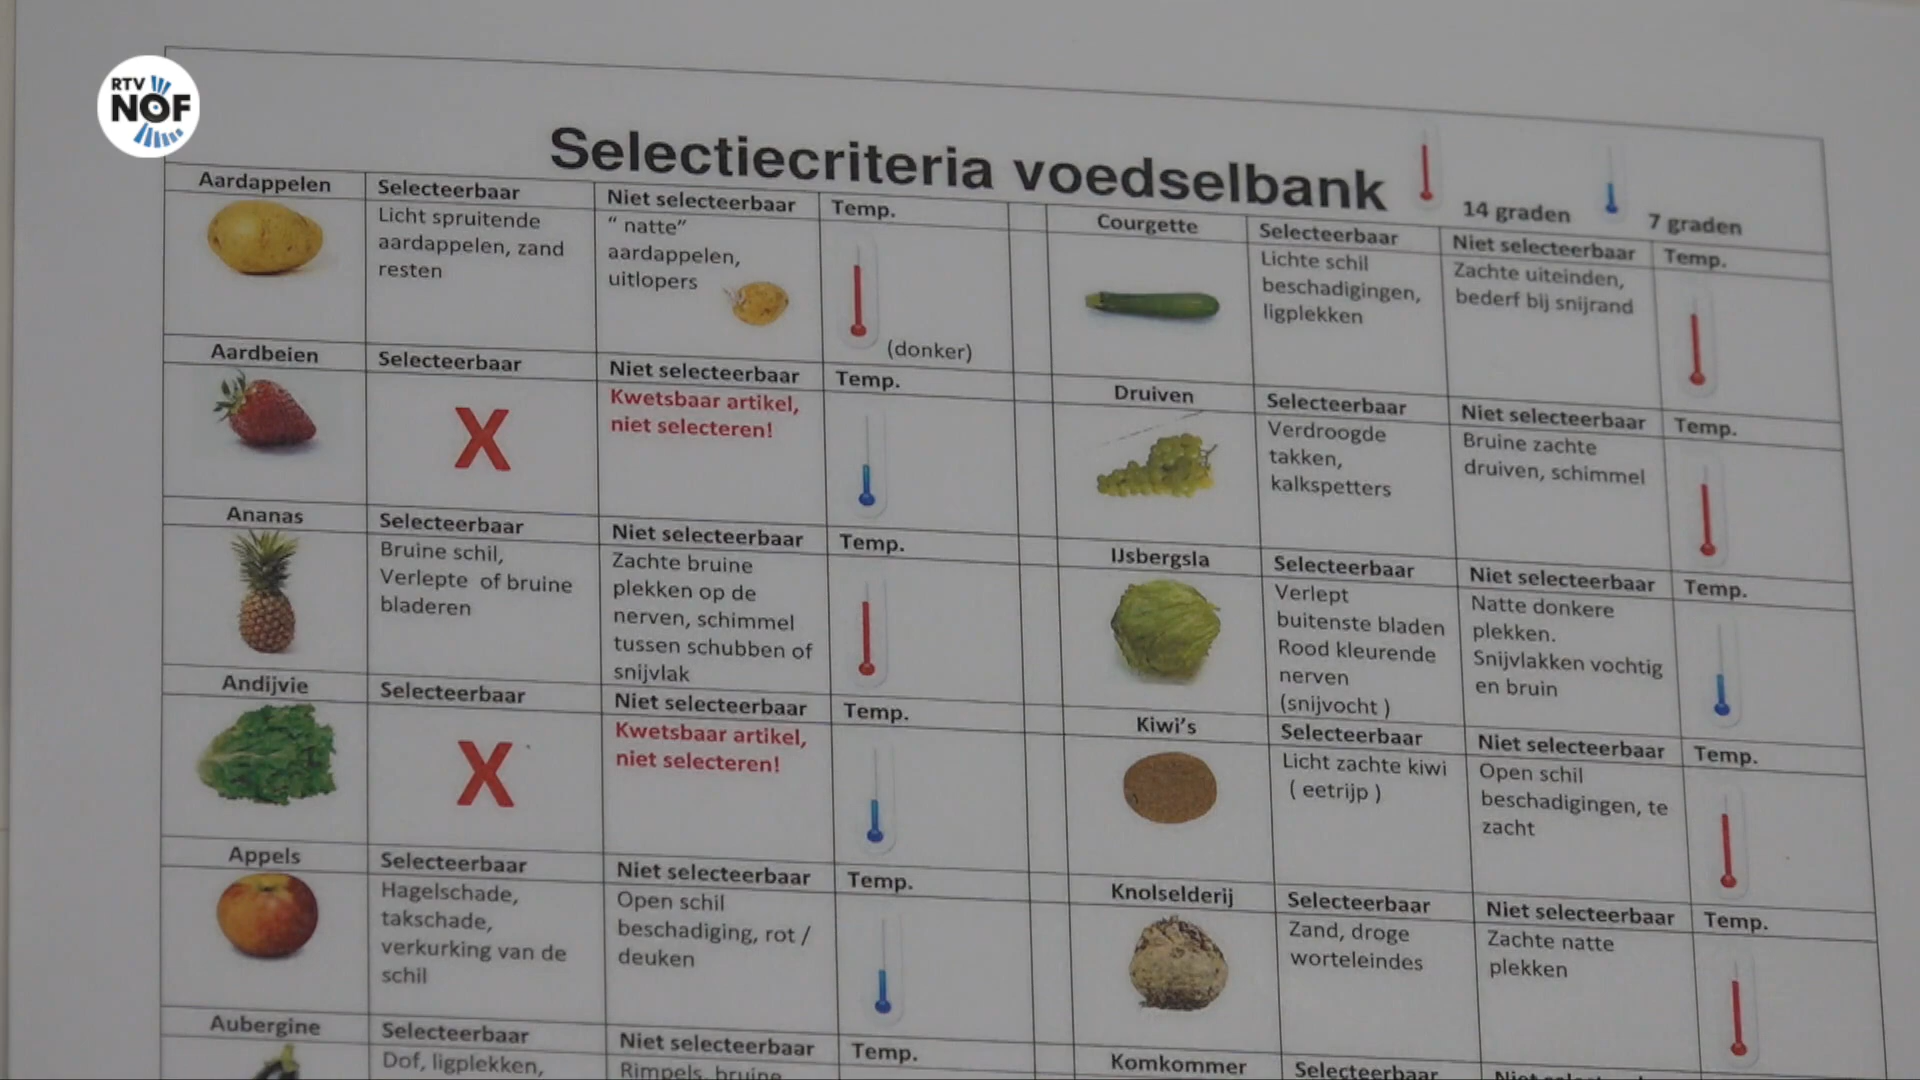 RTV
NOF
Selectiecriteria voedselbank
14 graden
7 graden
Aardappelen
Selecteerbaar
Niet selecteerbaar
Temp.
Licht spruitende
aardappelen, zand
resten
“ natte”
aardappelen,
uitlopers
(donker)
Aardbeien
Selecteerbaar
Niet selecteerbaar
Temp.
X
Kwetsbaar artikel,
niet selecteren!
Ananas
Selecteerbaar
Niet selecteerbaar
Temp.
Bruine schil,
Verlepte of bruine
bladeren
Zachte bruine
plekken op de
nerven, schimmel
tussen schubben of
snijvlak
Andijvie
Selecteerbaar
Niet selecteerbaar
Temp.
X
Kwetsbaar artikel,
niet selecteren!
Appels
Selecteerbaar
Niet selecteerbaar
Temp.
Hagelschade,
takschade,
verkurking van de
schil
Open schil
beschadiging, rot /
deuken
Aubergine
Selecteerbaar
Niet selecteerbaar
Temp.
Dof, ligplekken,
Rimpels, bruine
Courgette
Selecteerbaar
Niet selecteerbaar
Temp.
Lichte schil
beschadigingen,
ligplekken
Zachte uiteinden,
bederf bij snijrand
Druiven
Selecteerbaar
Niet selecteerbaar
Temp.
Verdroogde
takken,
kalkspetters
Bruine zachte
druiven, schimmel
IJsbergsla
Selecteerbaar
Niet selecteerbaar
Temp.
Verlept
buitenste bladen
Rood kleurende
nerven
(snijvocht )
Natte donkere
plekken.
Snijvlakken vochtig
en bruin
Kiwi’s
Selecteerbaar
Niet selecteerbaar
Temp.
Licht zachte kiwi
( eetrijp )
Open schil
beschadigingen, te
zacht
Knolselderij
Selecteerbaar
Niet selecteerbaar
Temp.
Zand, droge
worteleindes
Zachte natte
plekken
Komkommer
Selecteerbaar